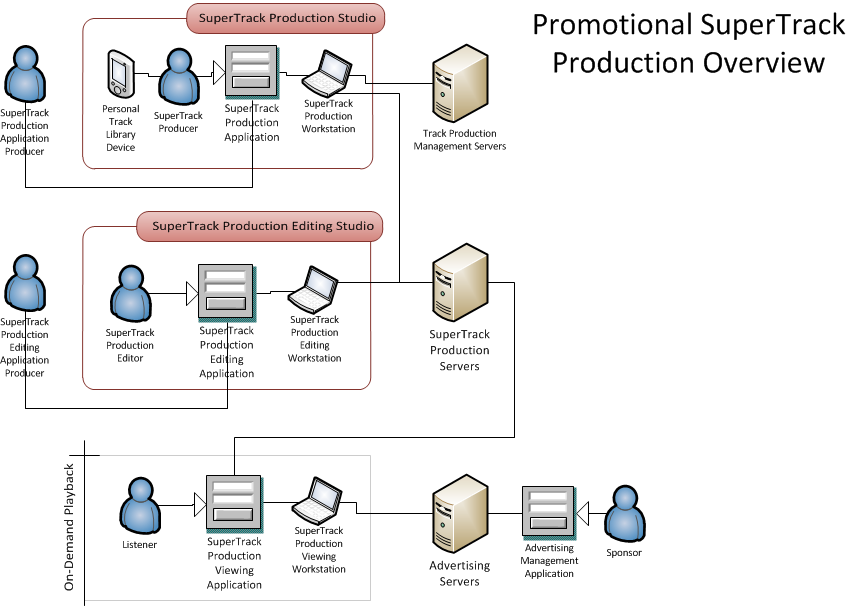 Promotional SuperTrack
Production Overview
SuperTrack Production Studio
SuperTrack
Production
Application
Producer
Personal
Track
Library
Device
SuperTrack
Producer
SuperTrack
Production
Application
SuperTrack
Production
Workstation
Track Production
Management Servers
SuperTrack Production Editing Studio
SuperTrack
Production
Editing
Application
Producer
SuperTrack
Production
Editor
SuperTrack
Production
Editing
Application
SuperTrack
Production
Editing
Workstation
SuperTrack
Production
Servers
On-Demand Playback
Listener
SuperTrack
Production
Viewing
Application
SuperTrack
Production
Viewing
Workstation
Advertising
Servers
Advertising
Management
Application
Sponsor